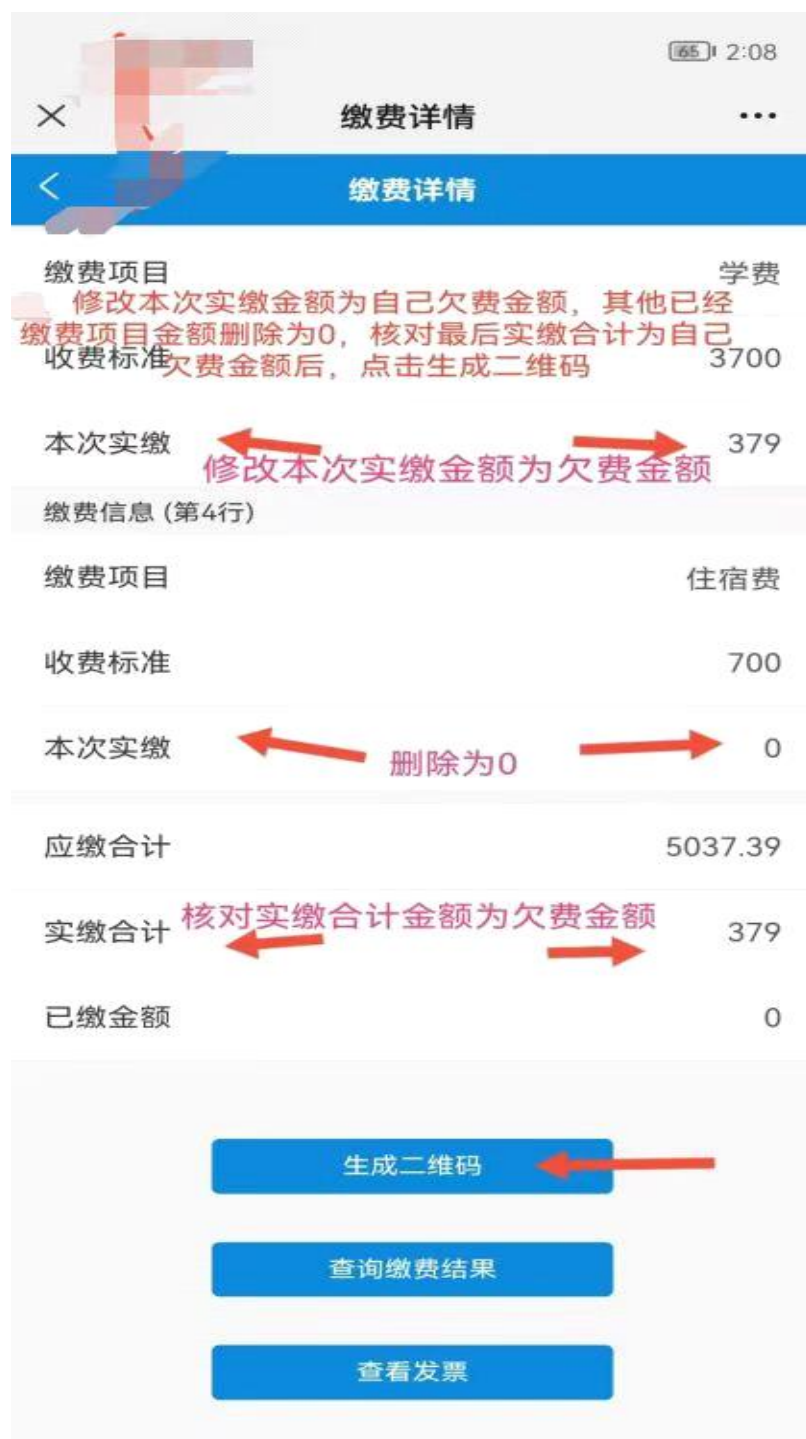 65 2:08
缴费详情
缴费详情
缴费项目 学费
修改本次实缴金额为自己欠费金额，其他已经
缴费项目金额删除为0，核对最后实缴合计为自己
欠费金额后，点击生成二维码
收费标准 3700
本次实缴 379
修改本次实缴金额为欠费金额
缴费信息 (第4行)
缴费项目 住宿费
收费标准 700
本次实缴 0
删除为0
应缴合计 5037.39
核对实缴合计金额为欠费金额
实缴合计 379
已缴金额 0
生成二维码
查询缴费结果
查看发票